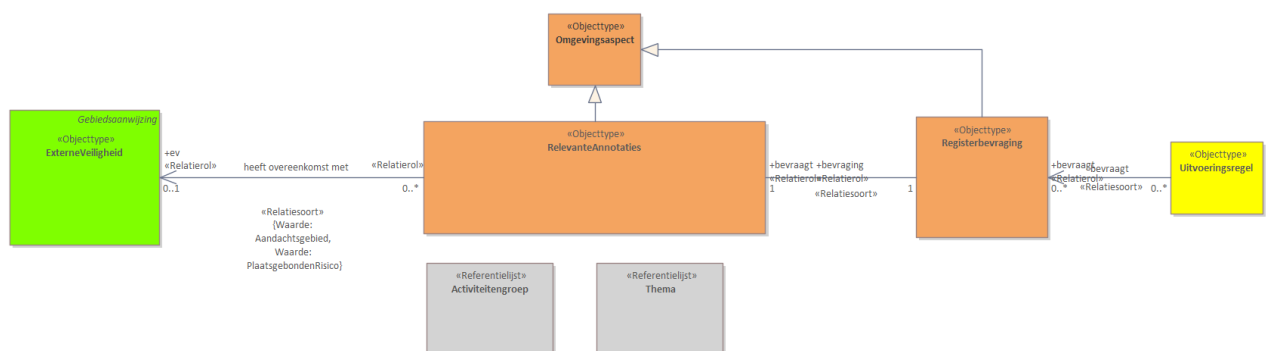 «Objecttype»
Omgevingsaspect
Gebiedsaanwijzing
«Objecttype»
ExterneVeiligheid
+ev
«Relatierol»
0..1
heeft overeenkomst met
«Relatiesoort»
{Waarde:
Aandachtsgebied,
Waarde:
PlaatsgebondenRisico}
«Relatierol»
0..*
«Objecttype»
RelevanteAnnotaties
+bevraagt +bevraging
«Relatierol» «Relatierol»
1
«Relatiesoort»
1
«Objecttype»
Registerbevraging
+bevraagt
«Relatierol»
0..*
bevraagt
«Relatiesoort»
0..*
«Objecttype»
Uitvoeringsregel
«Referentielijst»
Activiteitengroep
«Referentielijst»
Thema